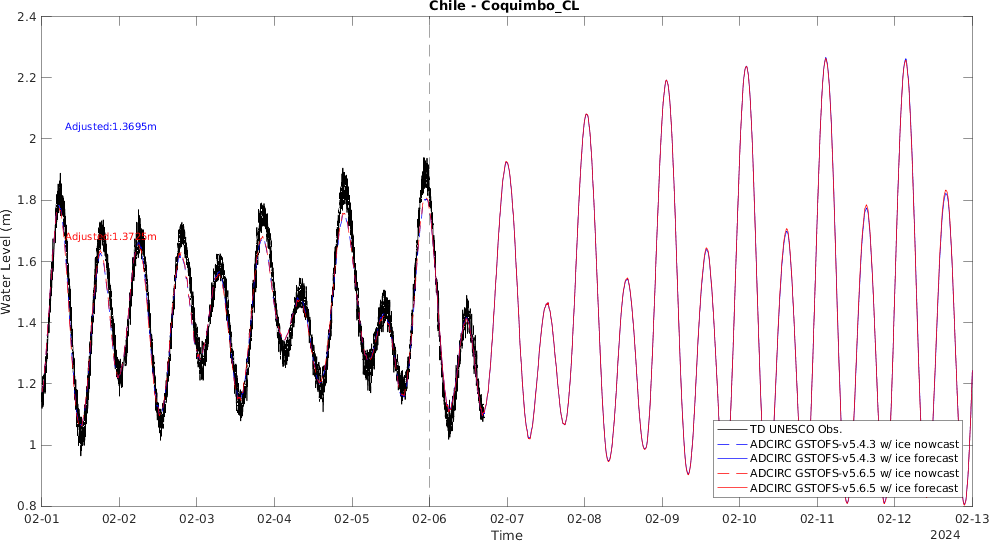 Chile - Coquimbo_CL
2.4
2.2
2
1.8
1.6
1.4
1.2
1
0.8
Water Level (m)
Adjusted:1.3695m
TD UNESCO Obs.
ADCIRC GSTOFS-v5.4.3 w/ ice nowcast
ADCIRC GSTOFS-v5.4.3 w/ ice forecast
ADCIRC GSTOFS-v5.6.5 w/ ice nowcast
ADCIRC GSTOFS-v5.6.5 w/ ice forecast
02-01 02-02 02-03 02-04 02-05 02-06 02-07 02-08 02-09 02-10 02-11 02-12 02-13
Time
2024